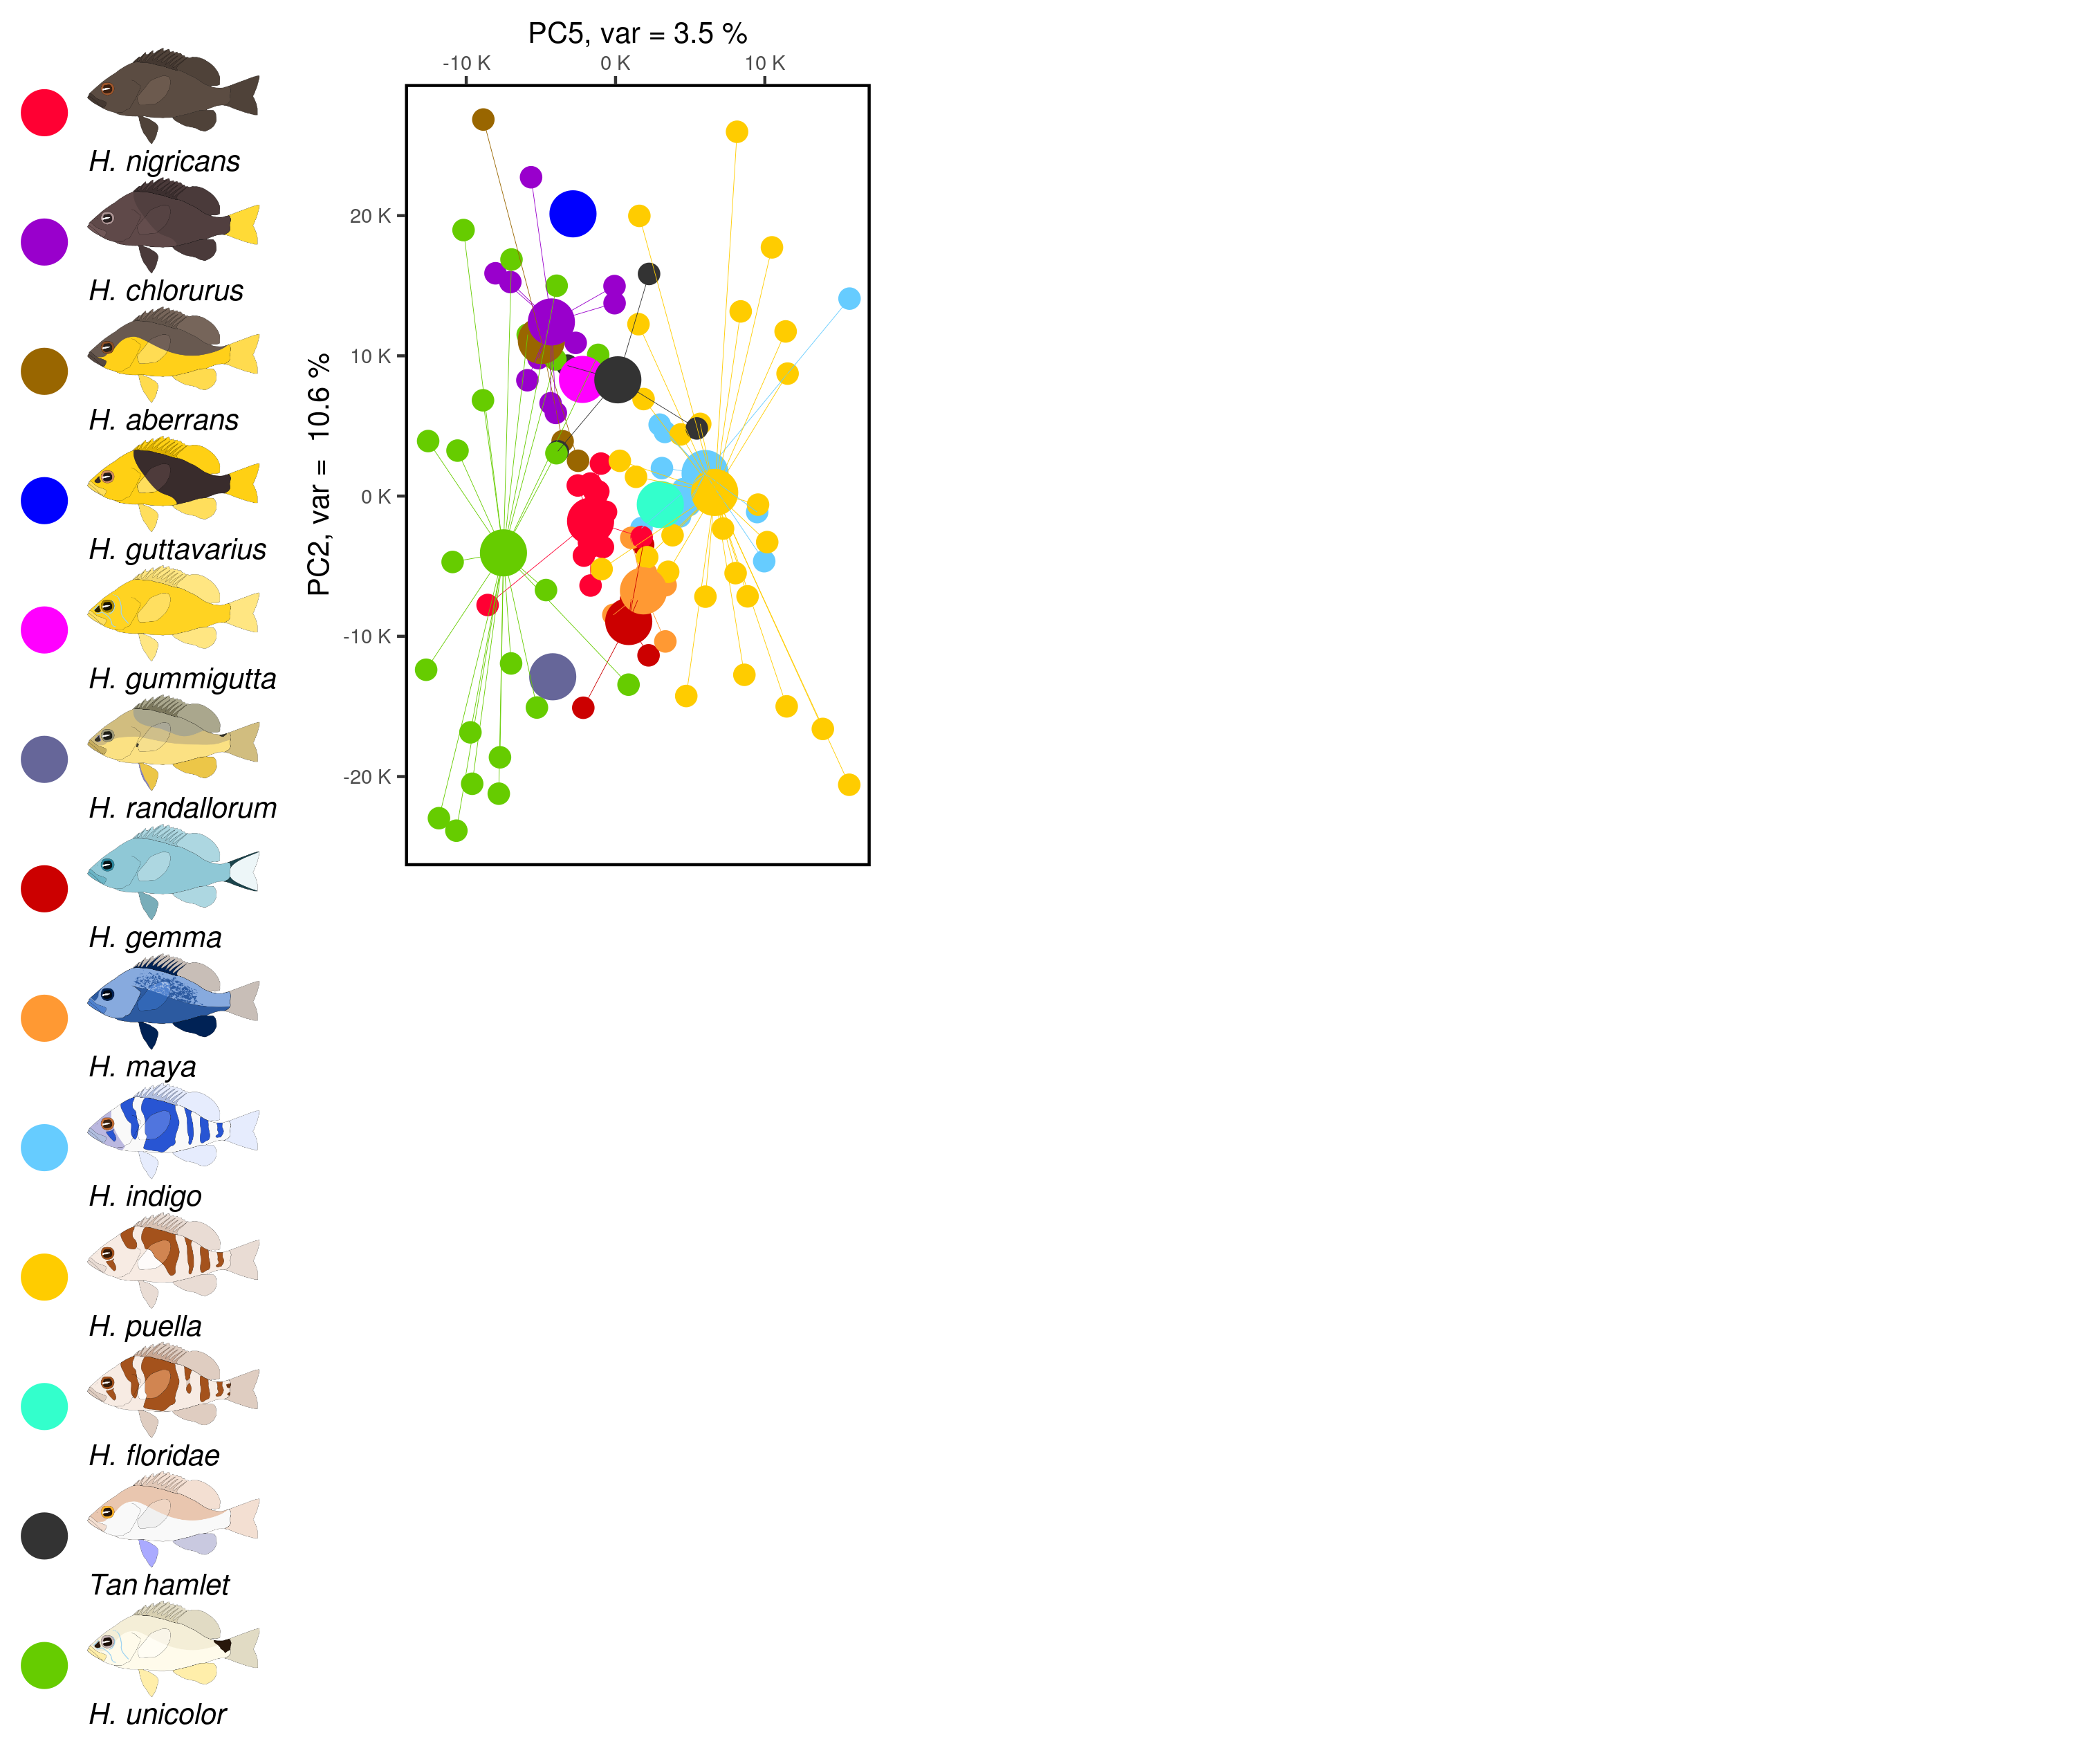 PC5, var = 3.5 %
-10 K 0 K 10 K
PC2, var = 10.6 %
20 K
10 K
0 K
-10 K
-20 K
H. nigricans
H. chlorurus
H. aberrans
H. guttavarius
H. gummigutta
H. randallorum
H. gemma
H. maya
H. indigo
H. puella
H. floridae
Tan hamlet
H. unicolor